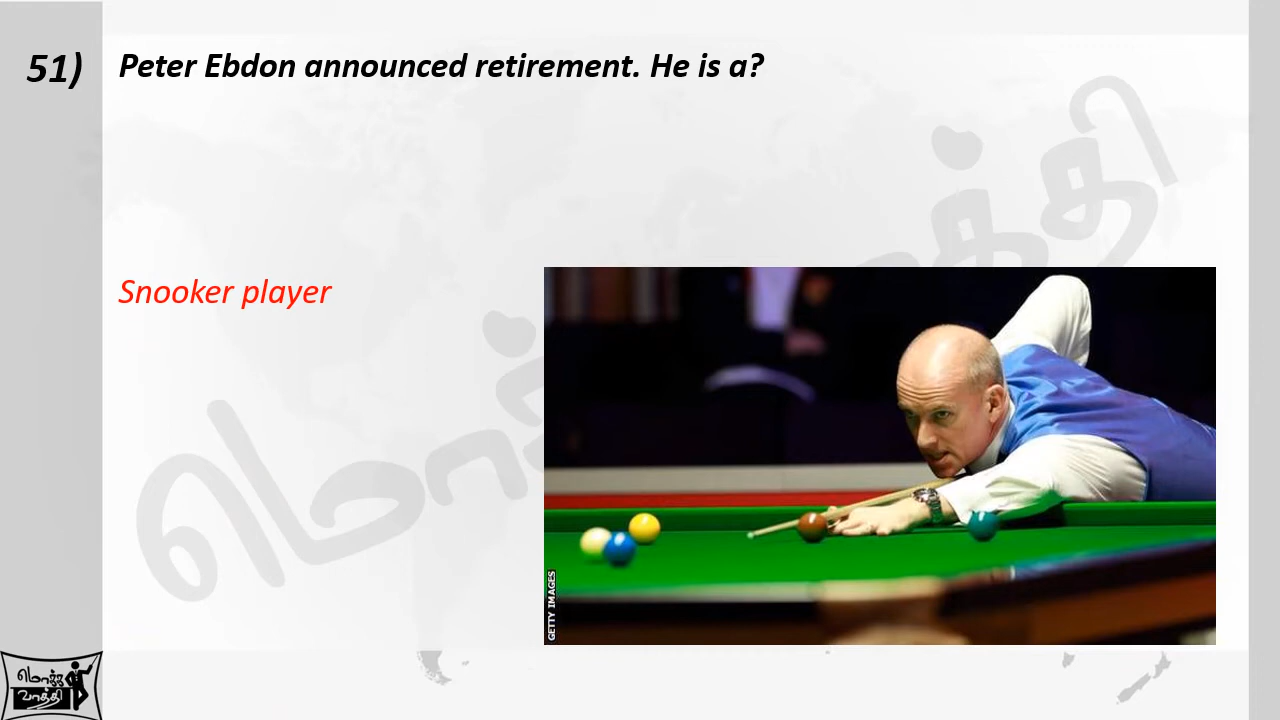 51)
Peter Ebdon announced retirement. He is a?
Snooker player
GETTY IMAGES
மொக்க
வாத்தி